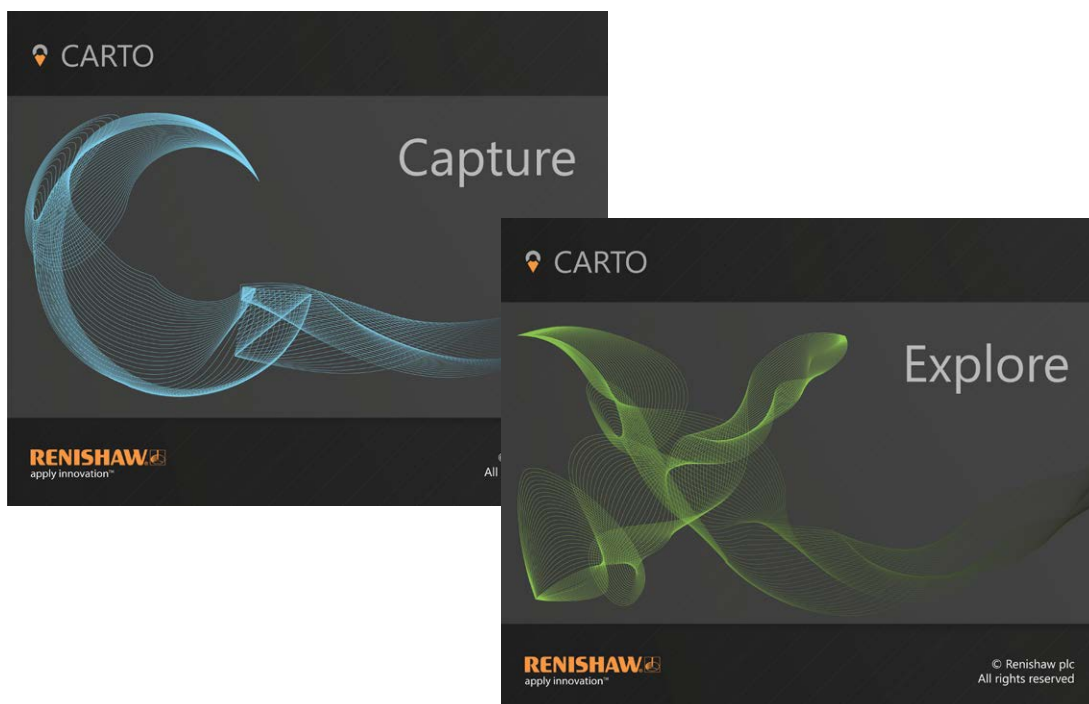 CARTO
Capture
RENISHAW
apply innovation™
All
CARTO
Explore
RENISHAW
apply innovation™
© Renishaw plc
All rights reserved